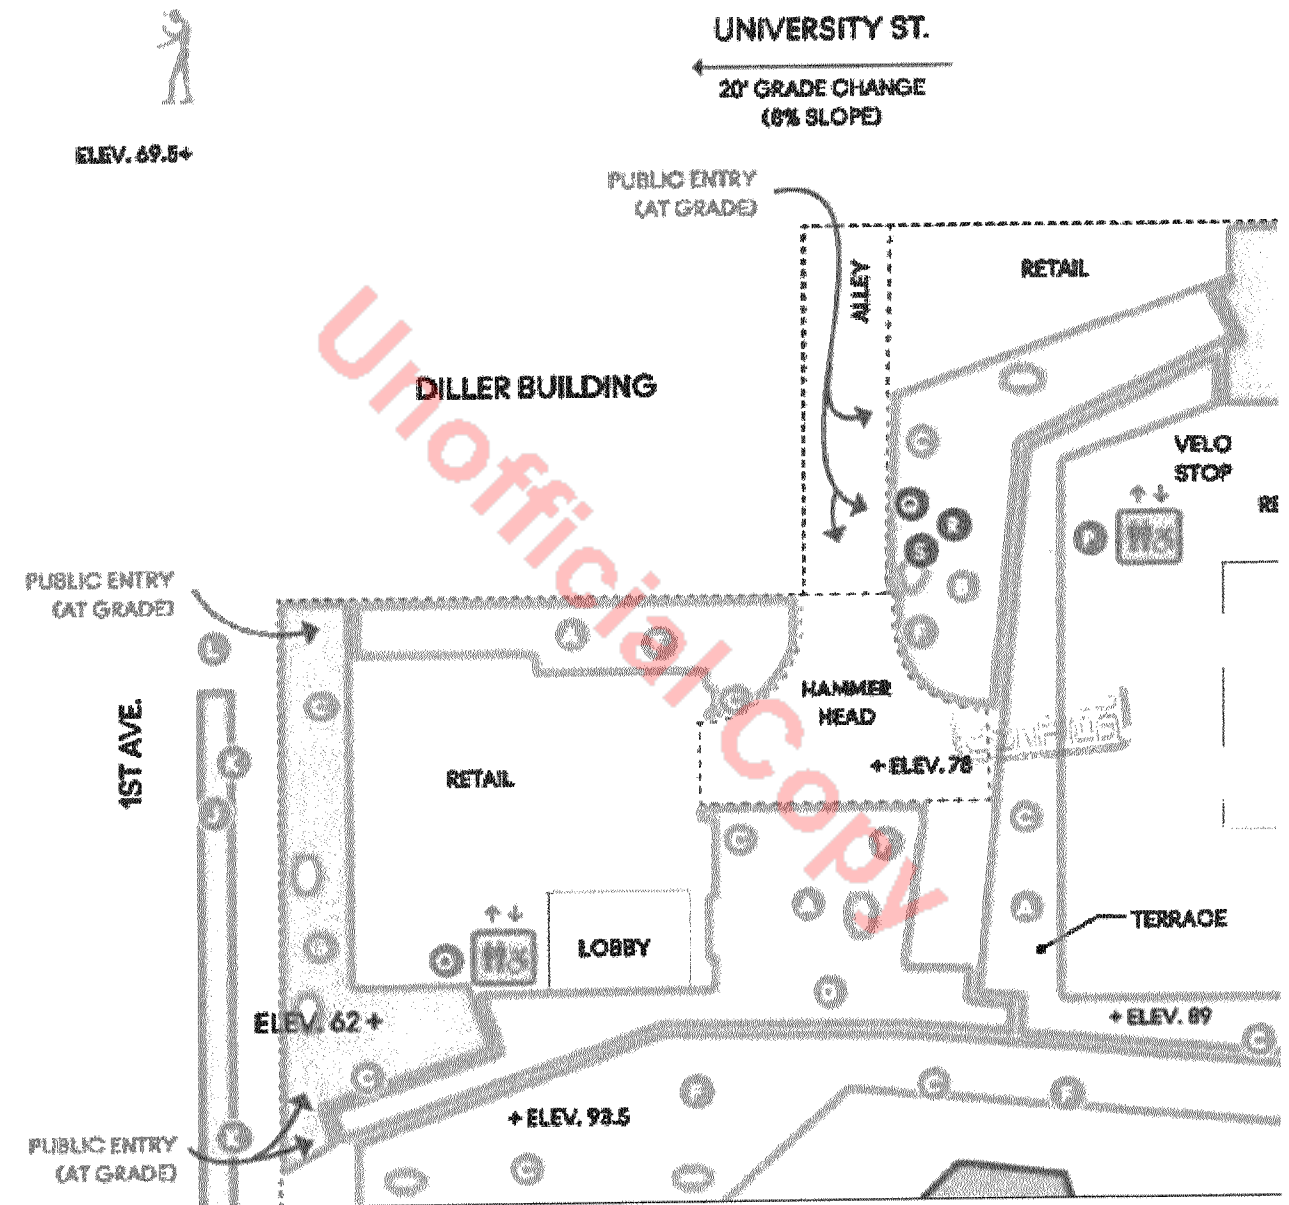 UNIVERSITY ST.
20' GRADE CHANGE
(8% SLOPE)
ELEV. 69.5+
PUBLIC ENTRY
(AT GRADE)
ALLEY
RETAIL
DILLER BUILDING
VELO
STOP
PUBLIC ENTRY
(AT GRADE)
1ST AVE.
HAMMER
HEAD
+ ELEV. 78
RETAIL
LOBBY
TERRACE
ELEV. 62 +
+ ELEV. 89
+ ELEV. 93.5
PUBLIC ENTRY
(AT GRADE)
Unofficial Copy